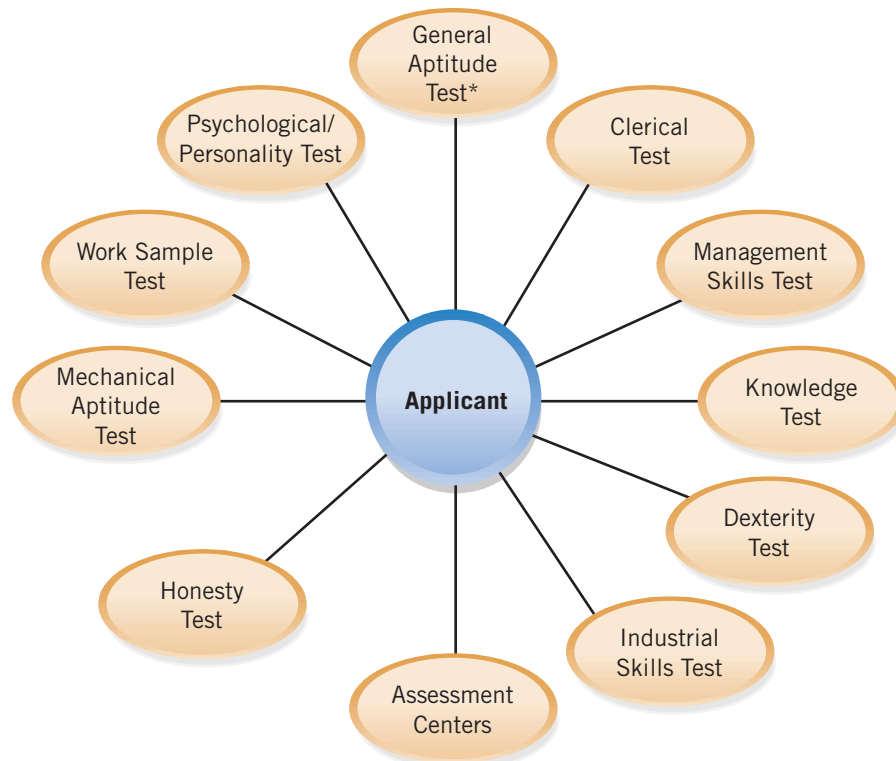 General
Aptitude
Test*
Psychological/
Personality Test
Clerical
Test
Work Sample
Test
Management
Skills Test
Mechanical
Aptitude
Test
Applicant
Knowledge
Test
Dexterity
Test
Honesty
Test
Industrial
Skills Test
Assessment
Centers